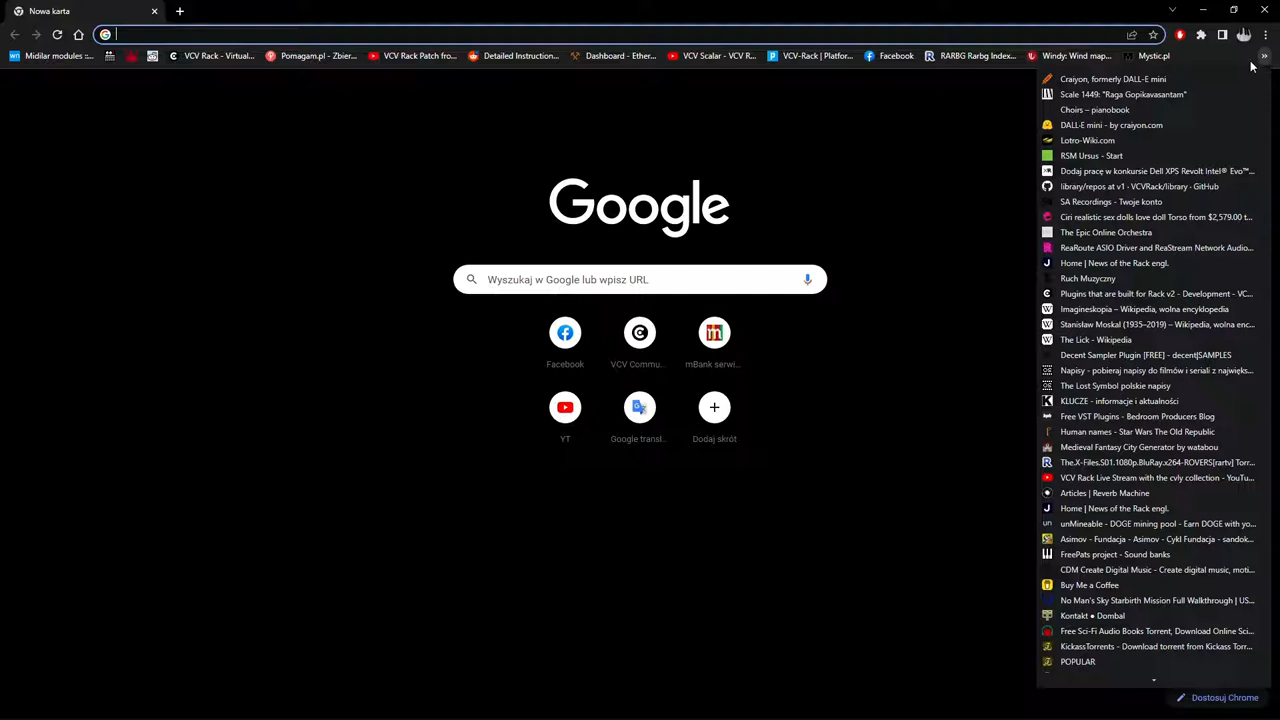 Nowa karta
Midilar modules ::...
VCV Rack - Virtual...
Pomagam.pl - Zbier...
VCV Rack Patch from...
Detailed Instruction...
Dashboard - Ether...
VCV Scalar - VCV R...
VCV-Rack | Platfor...
Facebook
RARBG Rarbg Index...
Windy: Wind map...
Mystic.pl
Craiyon, formerly DALL-E mini
Scale 1449: "Raga Gopikavasantam"
Choirs – pianobook
DALL·E mini - by craiyon.com
Lotro-Wiki.com
RSM Ursus - Start
Dodaj pracę w konkursie Dell XPS Revolt Intel® Evo™...
library/repos at v1 · VCVRack/library · GitHub
SA Recordings - Twoje konto
Ciri realistic sex dolls love doll Torso from $2,579.00 t...
The Epic Online Orchestra
ReaRoute ASIO Driver and ReaStream Network Audio...
Home | News of the Rack engl.
Ruch Muzyczny
Plugins that are built for Rack v2 - Development - VC...
Imagineskopia – Wikipedia, wolna encyklopedia
Stanisław Moskal (1935–2019) – Wikipedia, wolna enc...
The Lick - Wikipedia
Decent Sampler Plugin [FREE] - decent|SAMPLES
Napisy - pobieraj napisy do filmów i seriali z najwięks...
The Lost Symbol polskie napisy
KLUCZE - informacje i aktualności
Free VST Plugins - Bedroom Producers Blog
Human names - Star Wars The Old Republic
Medieval Fantasy City Generator by watabou
The.X-Files.S01.1080p.BluRay.x264-ROVERS[rartv] Torr...
VCV Rack Live Stream with the cvly collection - YouTu...
Articles | Reverb Machine
Home | News of the Rack engl.
unMineable - DOGE mining pool - Earn DOGE with yo...
Asimov - Fundacja - Asimov - Cykl Fundacja - sandok...
FreePats project - Sound banks
CDM Create Digital Music - Create digital music, moti...
Buy Me a Coffee
No Man's Sky Starbirth Mission Full Walkthrough | US...
Kontakt ● Dombal
Free Sci-Fi Audio Books Torrent, Download Online Sci...
KickassTorrents - Download torrent from Kickass Torr...
POPULAR
Google
Wyszukaj w Google lub wpisz URL
Facebook
VCV Commu...
mBank serwi...
YT
Google transl...
Dodaj skrót
Dostosuj Chrome